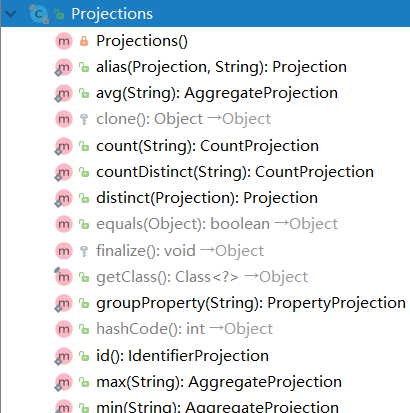 Projections
Projections()
alias(Projection, String): Projection
avg(String): AggregateProjection
clone(): Object →Object
count(String): CountProjection
countDistinct(String): CountProjection
distinct(Projection): Projection
equals(Object): boolean →Object
finalize(): void →Object
getClass(): Class<?> →Object
groupProperty(String): PropertyProjection
hashCode(): int →Object
id(): IdentifierProjection
max(String): AggregateProjection
min(String): AggregateProjection